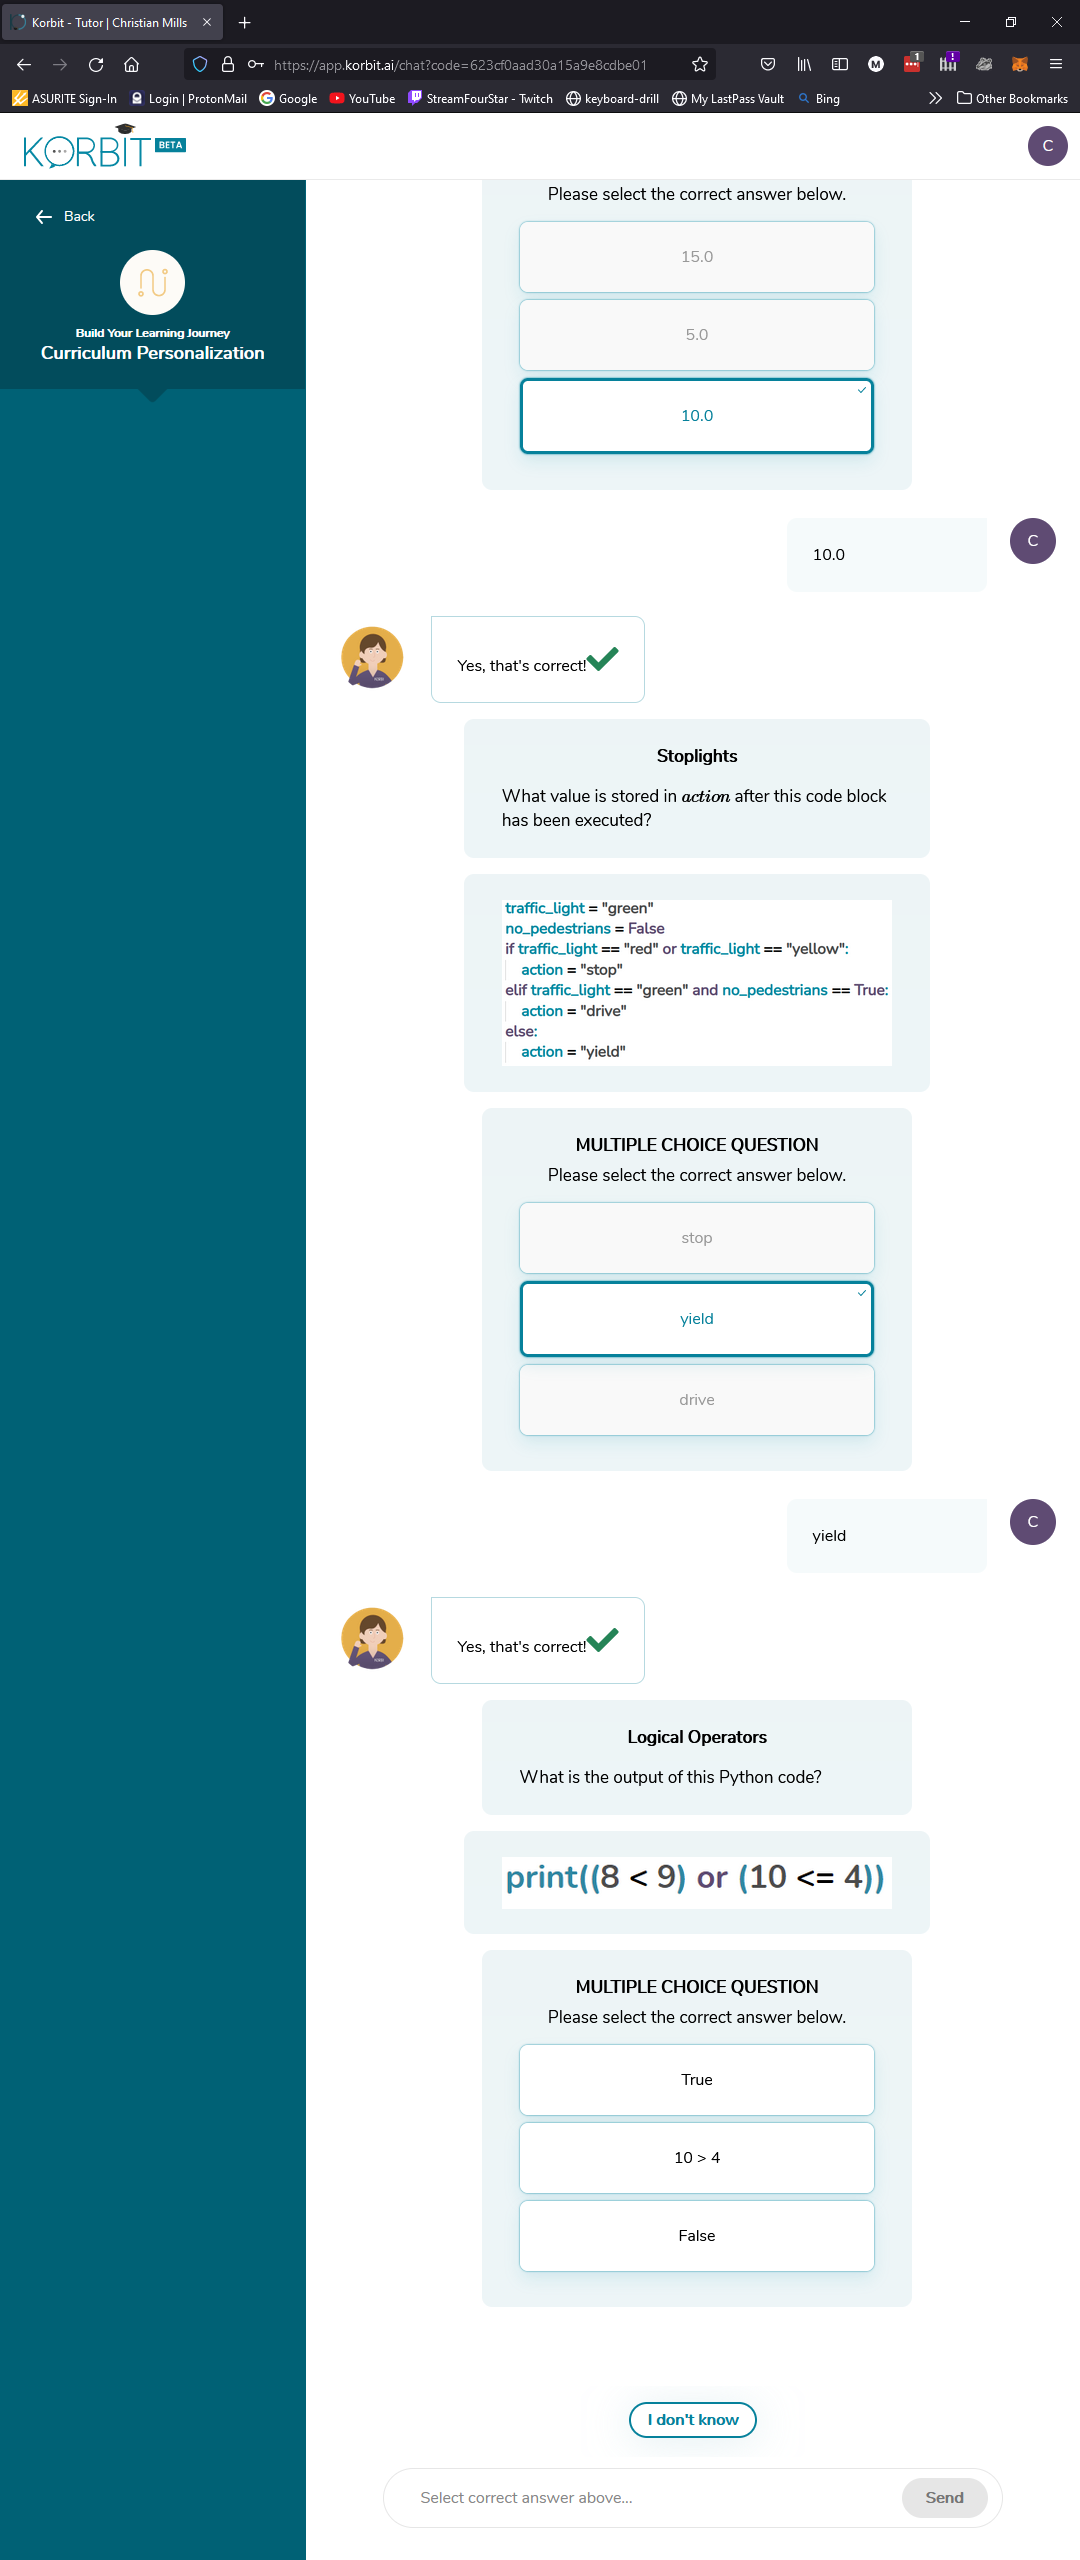 Korbit - Tutor | Christian Mills
https://app.korbit.ai/chat?code=623cf0aad30a15a9e8cdbe01
M
1
!
ASURITE Sign-In
Login | ProtonMail
Google
YouTube
StreamFourStar - Twitch
keyboard-drill
My LastPass Vault
Bing
Other Bookmarks
KORBIT BETA
C
Back
Build Your Learning Journey
Curriculum Personalization
Please select the correct answer below.
15.0
5.0
10.0
10.0
C
Yes, that's correct!
Stoplights
What value is stored in action after this code block
has been executed?
traffic_light = "green"
no_pedestrians = False
if traffic_light == "red" or traffic_light == "yellow":
action = "stop"
elif traffic_light == "green" and no_pedestrians == True:
action = "drive"
else:
action = "yield"
MULTIPLE CHOICE QUESTION
Please select the correct answer below.
stop
yield
drive
yield
C
Yes, that's correct!
Logical Operators
What is the output of this Python code?
print((8 < 9) or (10 <= 4))
MULTIPLE CHOICE QUESTION
Please select the correct answer below.
True
10 > 4
False
I don't know
Select correct answer above...
Send